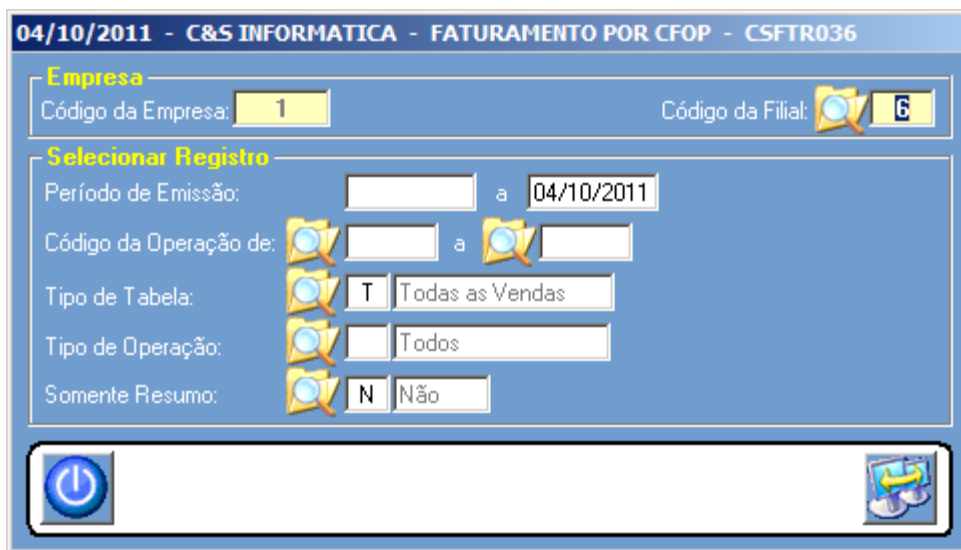 04/10/2011 - C&S INFORMATICA - FATURAMENTO POR CFOP - CSFTR036
Empresa
Código da Empresa: 1 Código da Filial: 6
Selecionar Registro
Período de Emissão: a 04/10/2011
Código da Operação de: a
Tipo de Tabela: T Todas as Vendas
Tipo de Operação: Todos
Somente Resumo: N Não